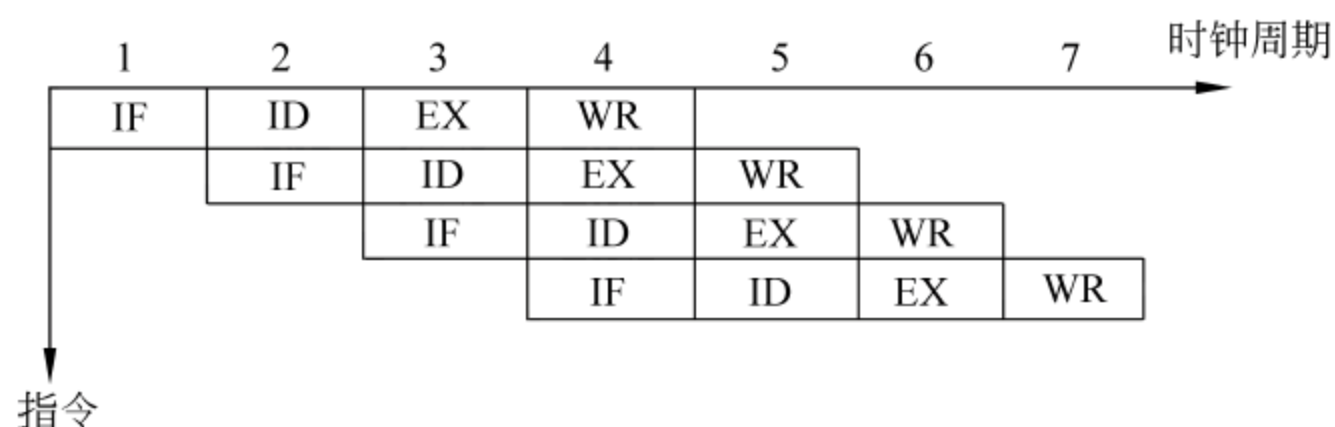 时钟周期
1 2 3 4 5 6 7
IF ID EX WR
IF ID EX WR
IF ID EX WR
IF ID EX WR
指令